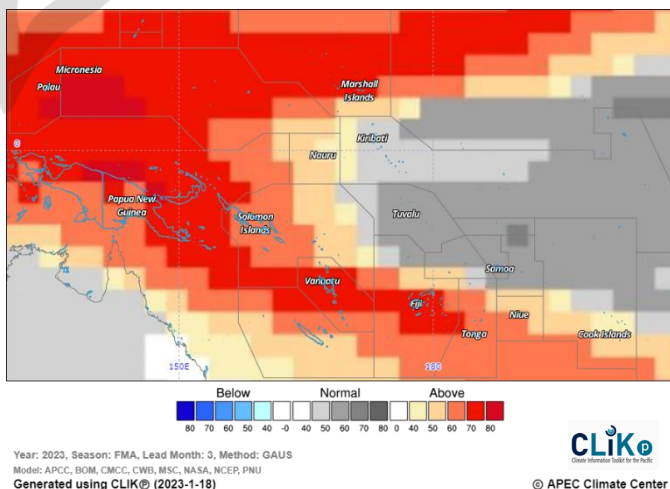 Micronesia
Palau
Marshall
Islands
Kiribati
0
Nauru
Papua New
Guinea
Solomon
Islands
Tuvalu
Samoa
Vanuatu
Fiji
Niue
Tonga
Cook Islands
150E
180
Below Normal Above
80 70 60 50 40 -0 40 50 60 70 80 0 40 50 60 70 80
CLiK p
Climate Information Toolkit for the Pacific
Year: 2023, Season: FMA, Lead Month: 3, Method: GAUS
Model: APCC, BOM, CMCC, CWB, MSC, NASA, NCEP, PNU
Generated using CLIK℗ (2023-1-18)
© APEC Climate Center